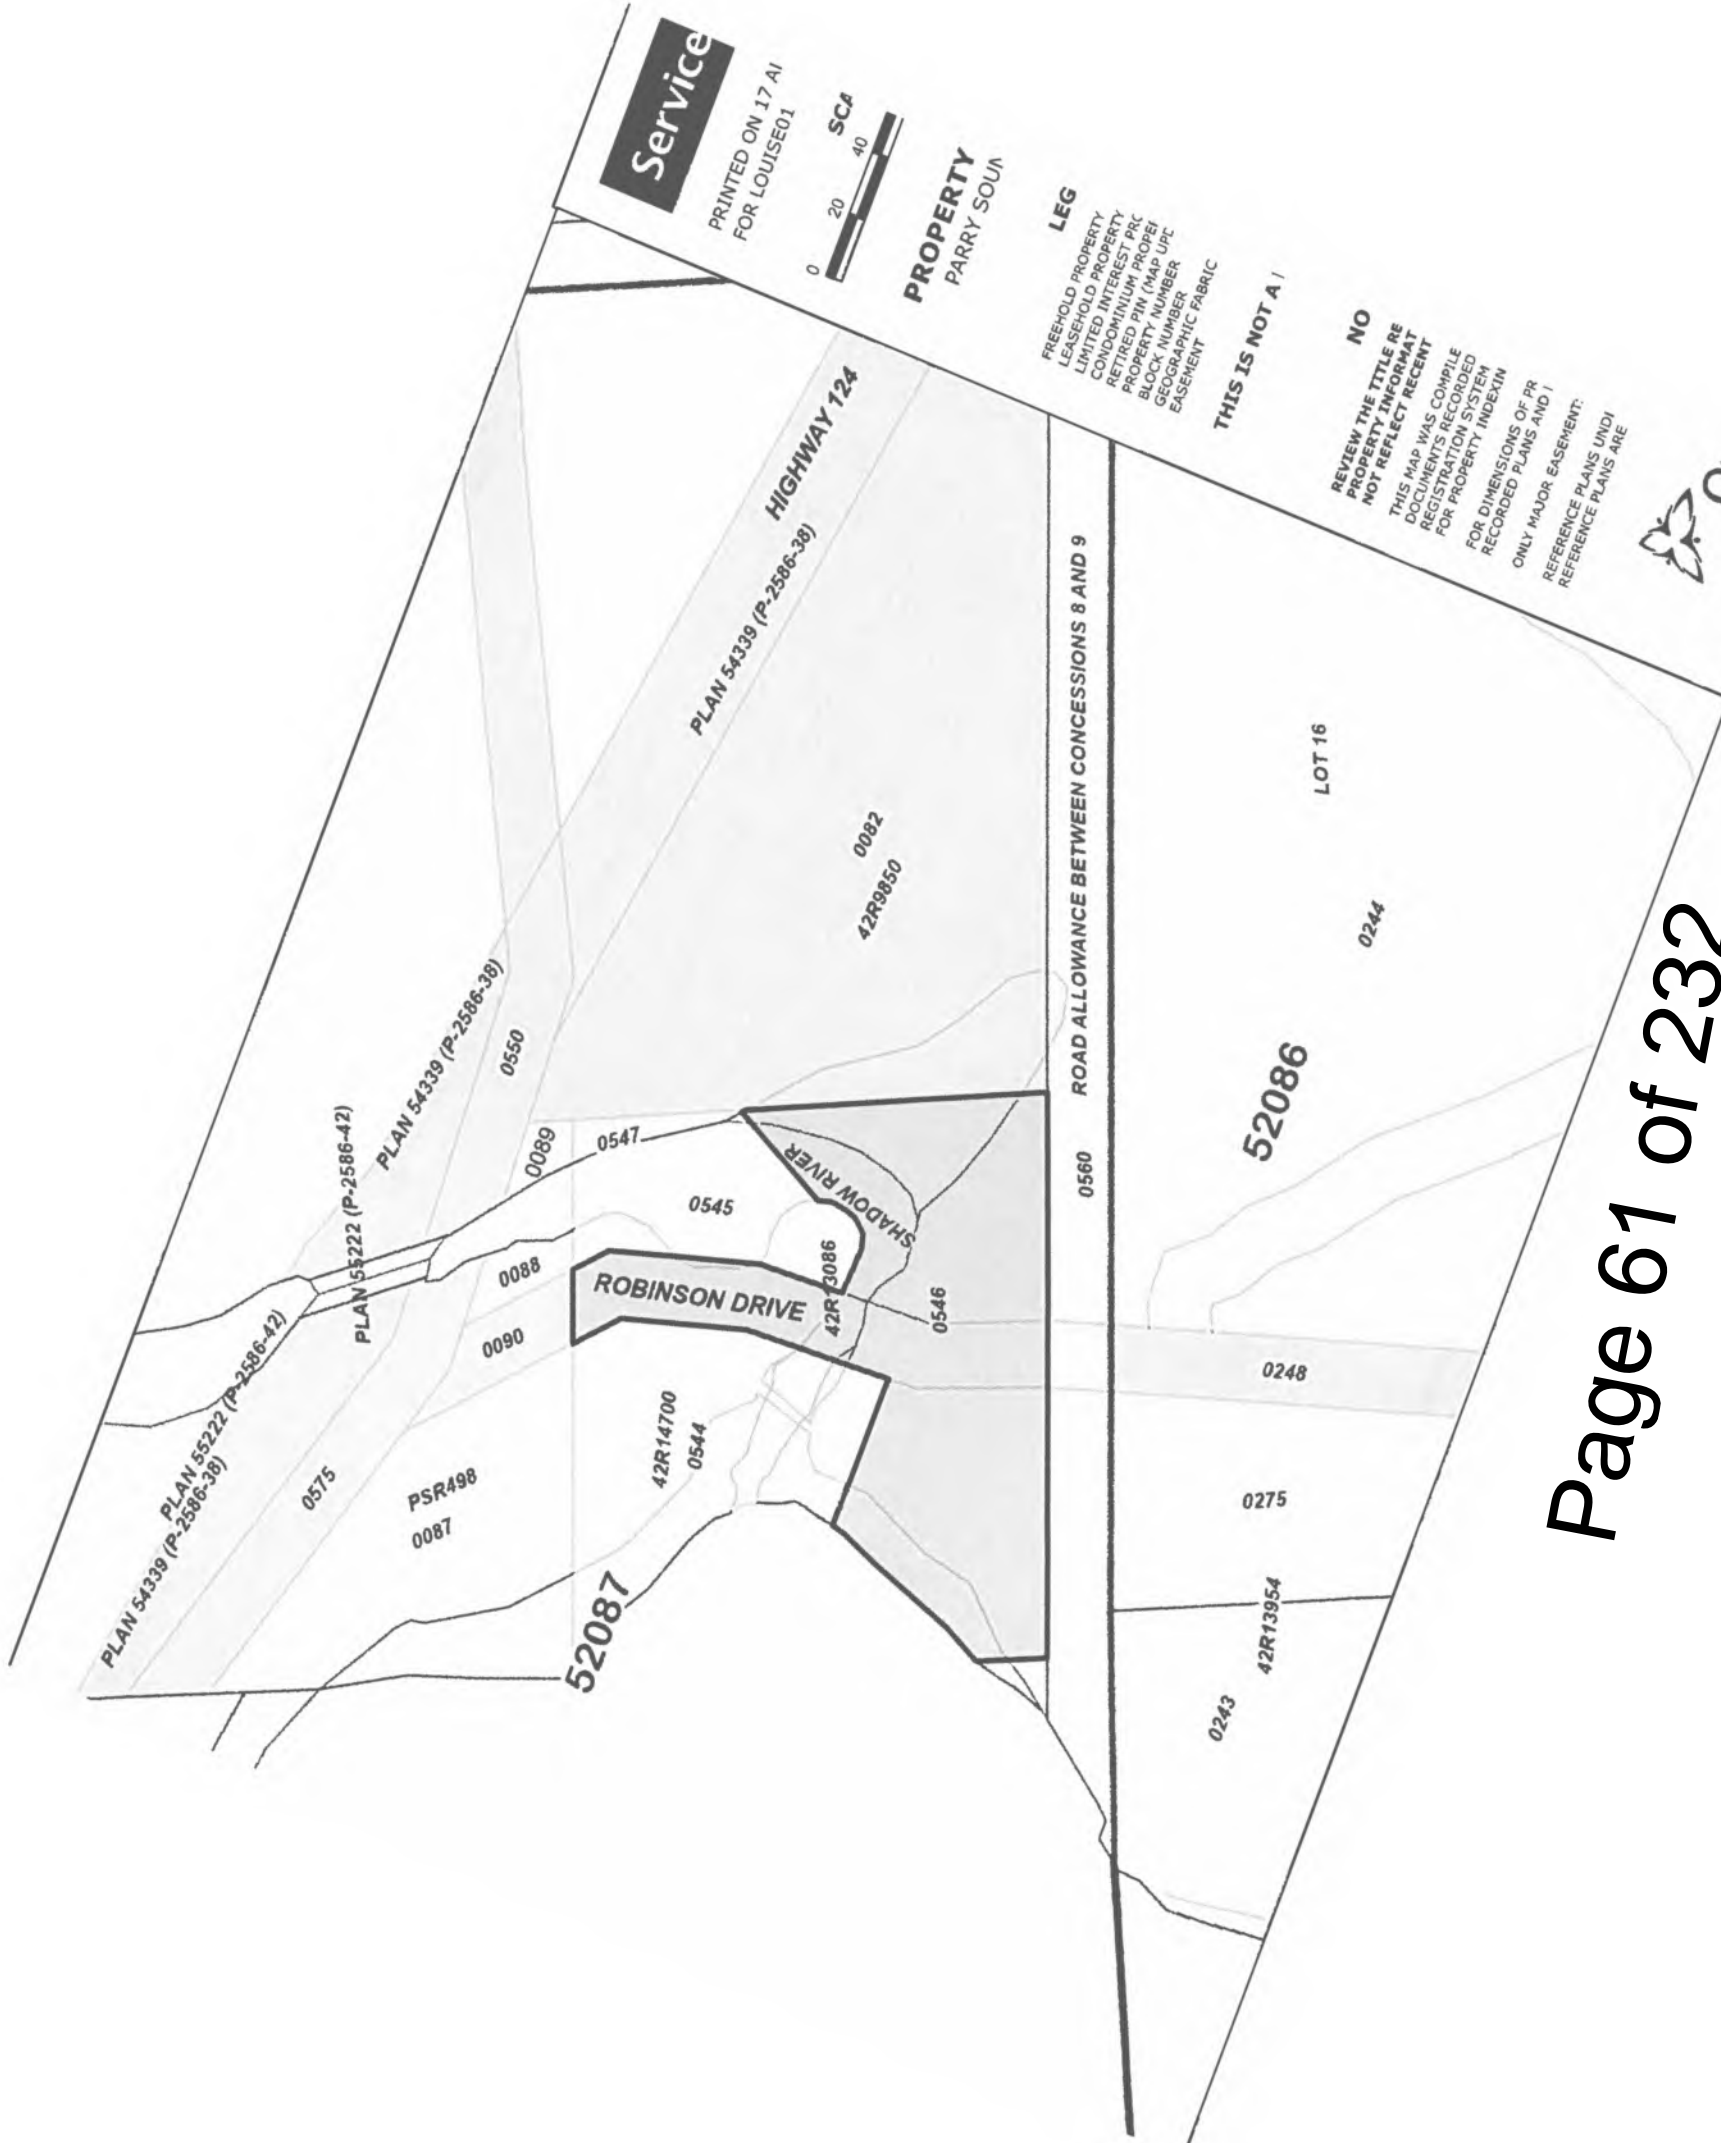 Service
PRINTED ON 17 A
FOR LOUISE01
SCA
0 20 40
PROPERTY
PARRY SOUN
LEG
FREEHOLD PROPERTY
LEASEHOLD PROPERTY
LIMITED INTEREST PRO
CONDOMINIUM PROPE
RETIRED PIN (MAP UPD
PROPERTY NUMBER
BLOCK NUMBER
GEOGRAPHIC FABRIC
EASEMENT
THIS IS NOT A
NO
REVIEW THE TITLE RE
PROPERTY INFORMAT
NOT REFLECT RECENT
THIS MAP WAS COMPILE
DOCUMENTS RECORDED
REGISTRATION SYSTEM
FOR PROPERTY INDEXIN
FOR DIMENSIONS OF PR
RECORDED PLANS AND
ONLY MAJOR EASEMENT:
REFERENCE PLANS UNDI
REFERENCE PLANS ARE
HIGHWAY 124
PLAN 54339 (P-2586-38)
PLAN 54339 (P-2586-38)
0550
PLAN 55222 (P-2586-42)
PLAN 55222 (P-2586-42)
PLAN 54339 (P-2586-38)
0575
PSR498
0087
0088
0089
0090
0547
0545
0082
42R9850
ROBINSON DRIVE
SHADOW RIVER
42R13086
0546
42R14700
0544
52087
ROAD ALLOWANCE BETWEEN CONCESSIONS 8 AND 9
0560
LOT 16
0244
52086
0248
0275
42R13954
0243
Page 61 of 232